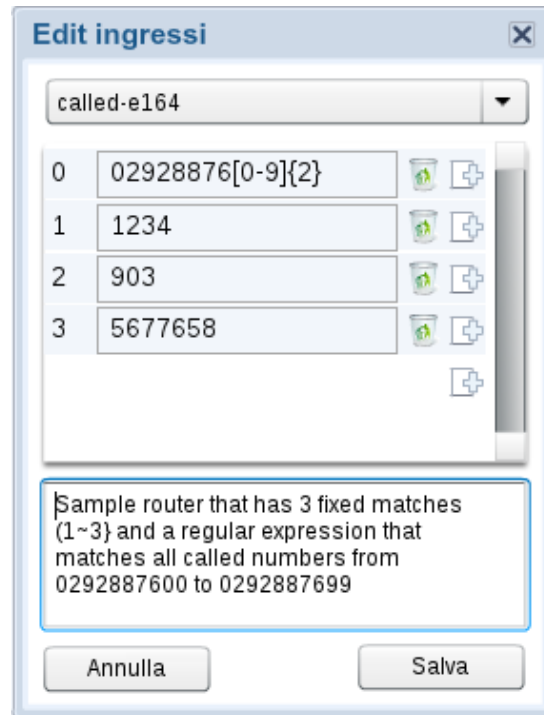 Edit ingressi
called-e164
0 02928876[0-9]{2}
1 1234
2 903
3 5677658
Sample router that has 3 fixed matches
(1~3} and a regular expression that
matches all called numbers from
0292887600 to 0292887699
Annulla Salva